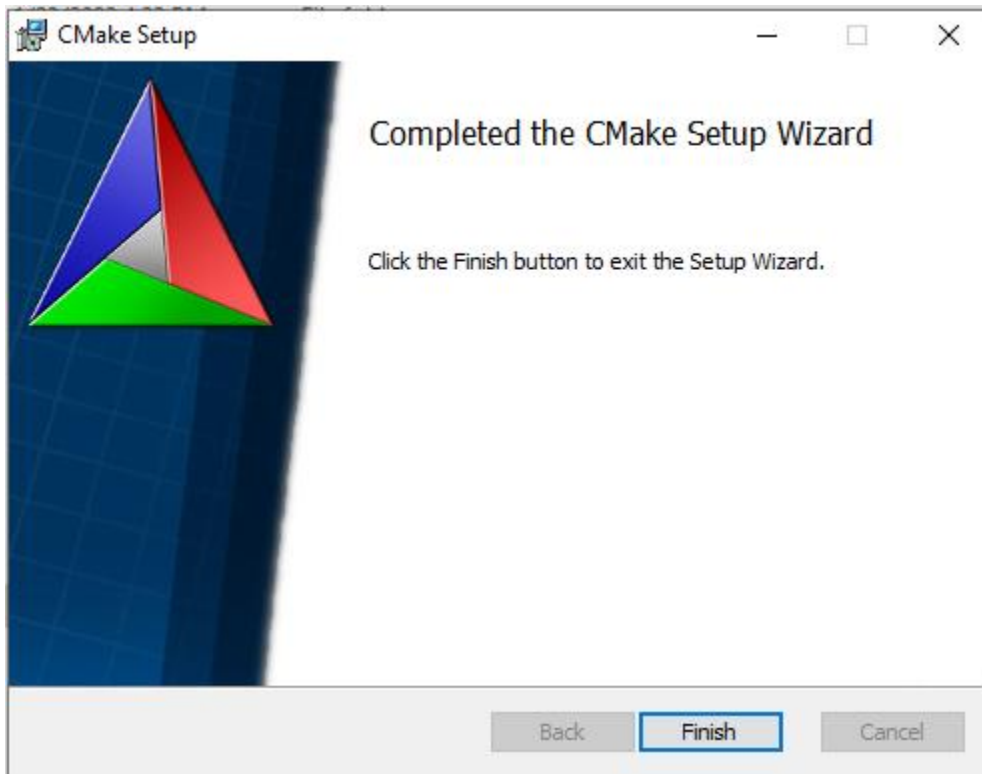 CMake Setup
Completed the CMake Setup Wizard
Click the Finish button to exit the Setup Wizard.
Back
Finish
Cancel